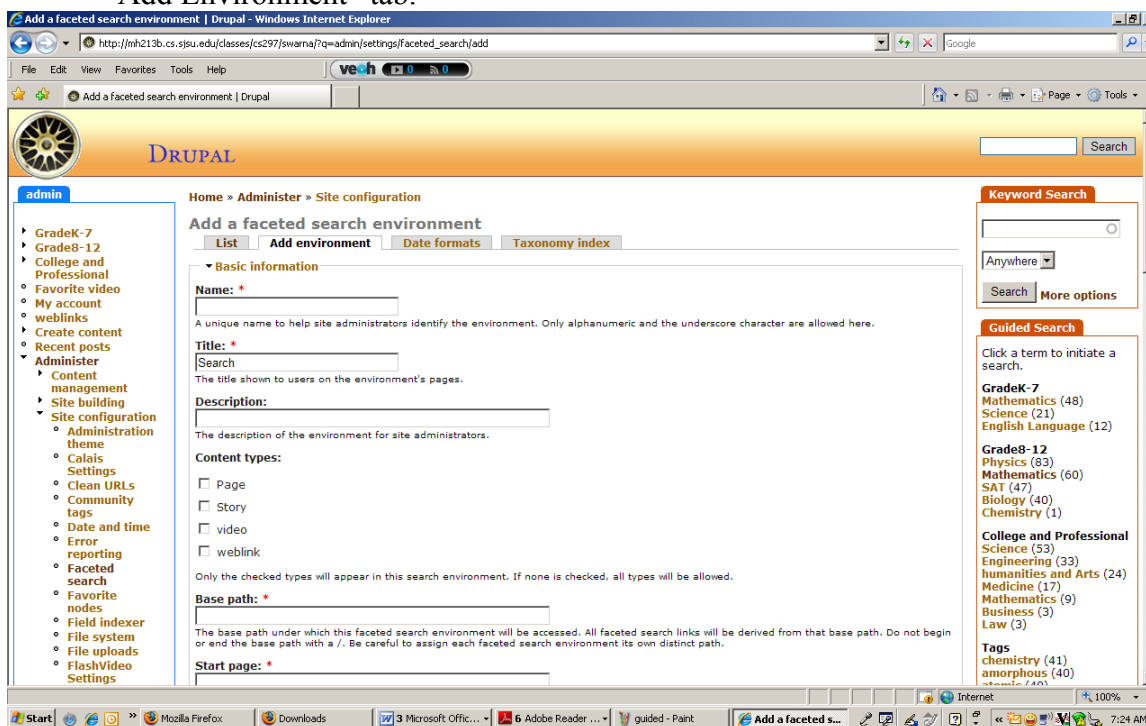 Add Environment" tab.
Add a faceted search environment | Drupal - Windows Internet Explorer
http://mh213b.cs.sjsu.edu/classes/cs297/swarna/?q=admin/settings/faceted_search/add
Google
File Edit View Favorites Tools Help
veoh 0 0
Add a faceted search environment | Drupal
Page Tools
DRUPAL
Search
admin
GradeK-7
Grade8-12
College and
Professional
Favorite video
My account
weblinks
Create content
Recent posts
Administer
Content
management
Site building
Site configuration
Administration
theme
Calais
Settings
Clean URLs
Community
tags
Date and time
Error
reporting
Faceted
search
Favorite
nodes
Field indexer
File system
File uploads
FlashVideo
Settings
Home » Administer » Site configuration
Add a faceted search environment
List Add environment Date formats Taxonomy index
Basic information
Name: *
A unique name to help site administrators identify the environment. Only alphanumeric and the underscore character are allowed here.
Title: *
Search
The title shown to users on the environment's pages.
Description:
The description of the environment for site administrators.
Content types:
Page
Story
video
weblink
Only the checked types will appear in this search environment. If none is checked, all types will be allowed.
Base path: *
The base path under which this faceted search environment will be accessed. All faceted search links will be derived from that base path. Do not begin
or end the base path with a /. Be careful to assign each faceted search environment its own distinct path.
Start page: *
Keyword Search
Anywhere
Search More options
Guided Search
Click a term to initiate a
search.
GradeK-7
Mathematics (48)
Science (21)
English Language (12)
Grade8-12
Physics (83)
Mathematics (60)
SAT (47)
Biology (40)
Chemistry (1)
College and Professional
Science (53)
Engineering (33)
humanities and Arts (24)
Medicine (17)
Mathematics (9)
Business (3)
Law (3)
Tags
chemistry (41)
amorphous (40)
atomic (40)
Internet 100%
Start Mozilla Firefox Downloads 3 Microsoft Offic... 6 Adobe Reader ... guided - Paint Add a faceted s... 7:24 AM